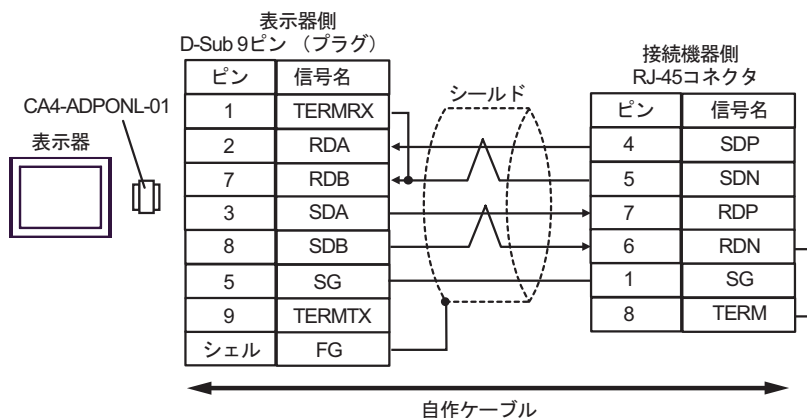 表示器側
D-Sub 9ピン （プラグ）
接続機器側
RJ-45コネクタ
CA4-ADPONL-01
表示器
シールド
ピン 信号名
1 TERMRX
2 RDA
7 RDB
3 SDA
8 SDB
5 SG
9 TERMTX
シェル FG
ピン 信号名
4 SDP
5 SDN
7 RDP
6 RDN
1 SG
8 TERM
自作ケーブル